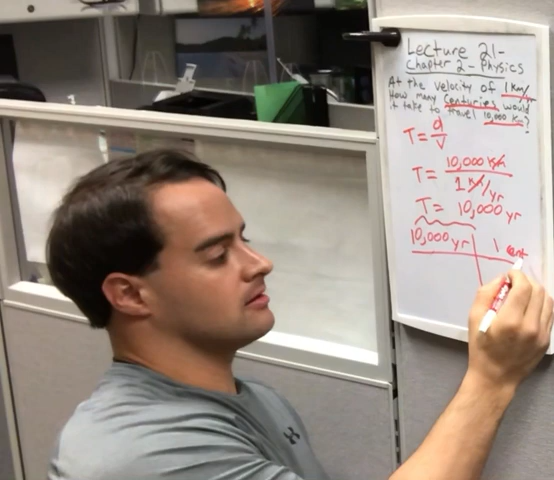 Lecture 21-
Chapter 2 - Physics
At the velocity of 1 Km/
How many Centuries would
it take to travel 10,000 Km?
T = d/V
T = 10,000 Km / 1 Km/yr
T = 10,000 yr
10,000 yr | 1 cent